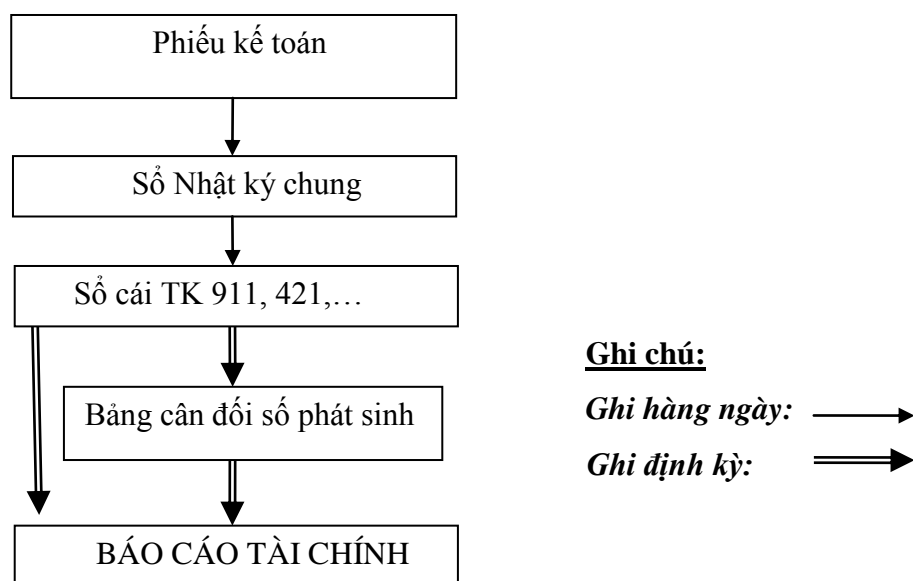 Phiếu kế toán
Sổ Nhật ký chung
Sổ cái TK 911, 421,…
Bảng cân đối số phát sinh
BÁO CÁO TÀI CHÍNH
Ghi chú:
Ghi hàng ngày:
Ghi định kỳ: